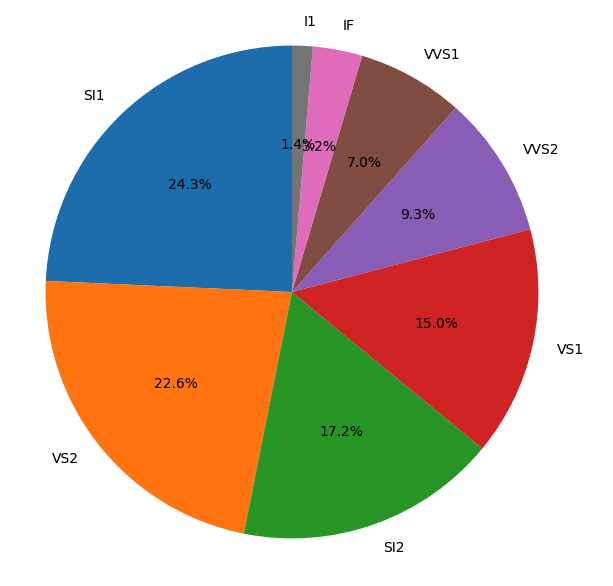 I1
IF
VVS1
SI1
VVS2
1.4%
3.2%
7.0%
24.3%
9.3%
15.0%
VS1
22.6%
17.2%
VS2
SI2